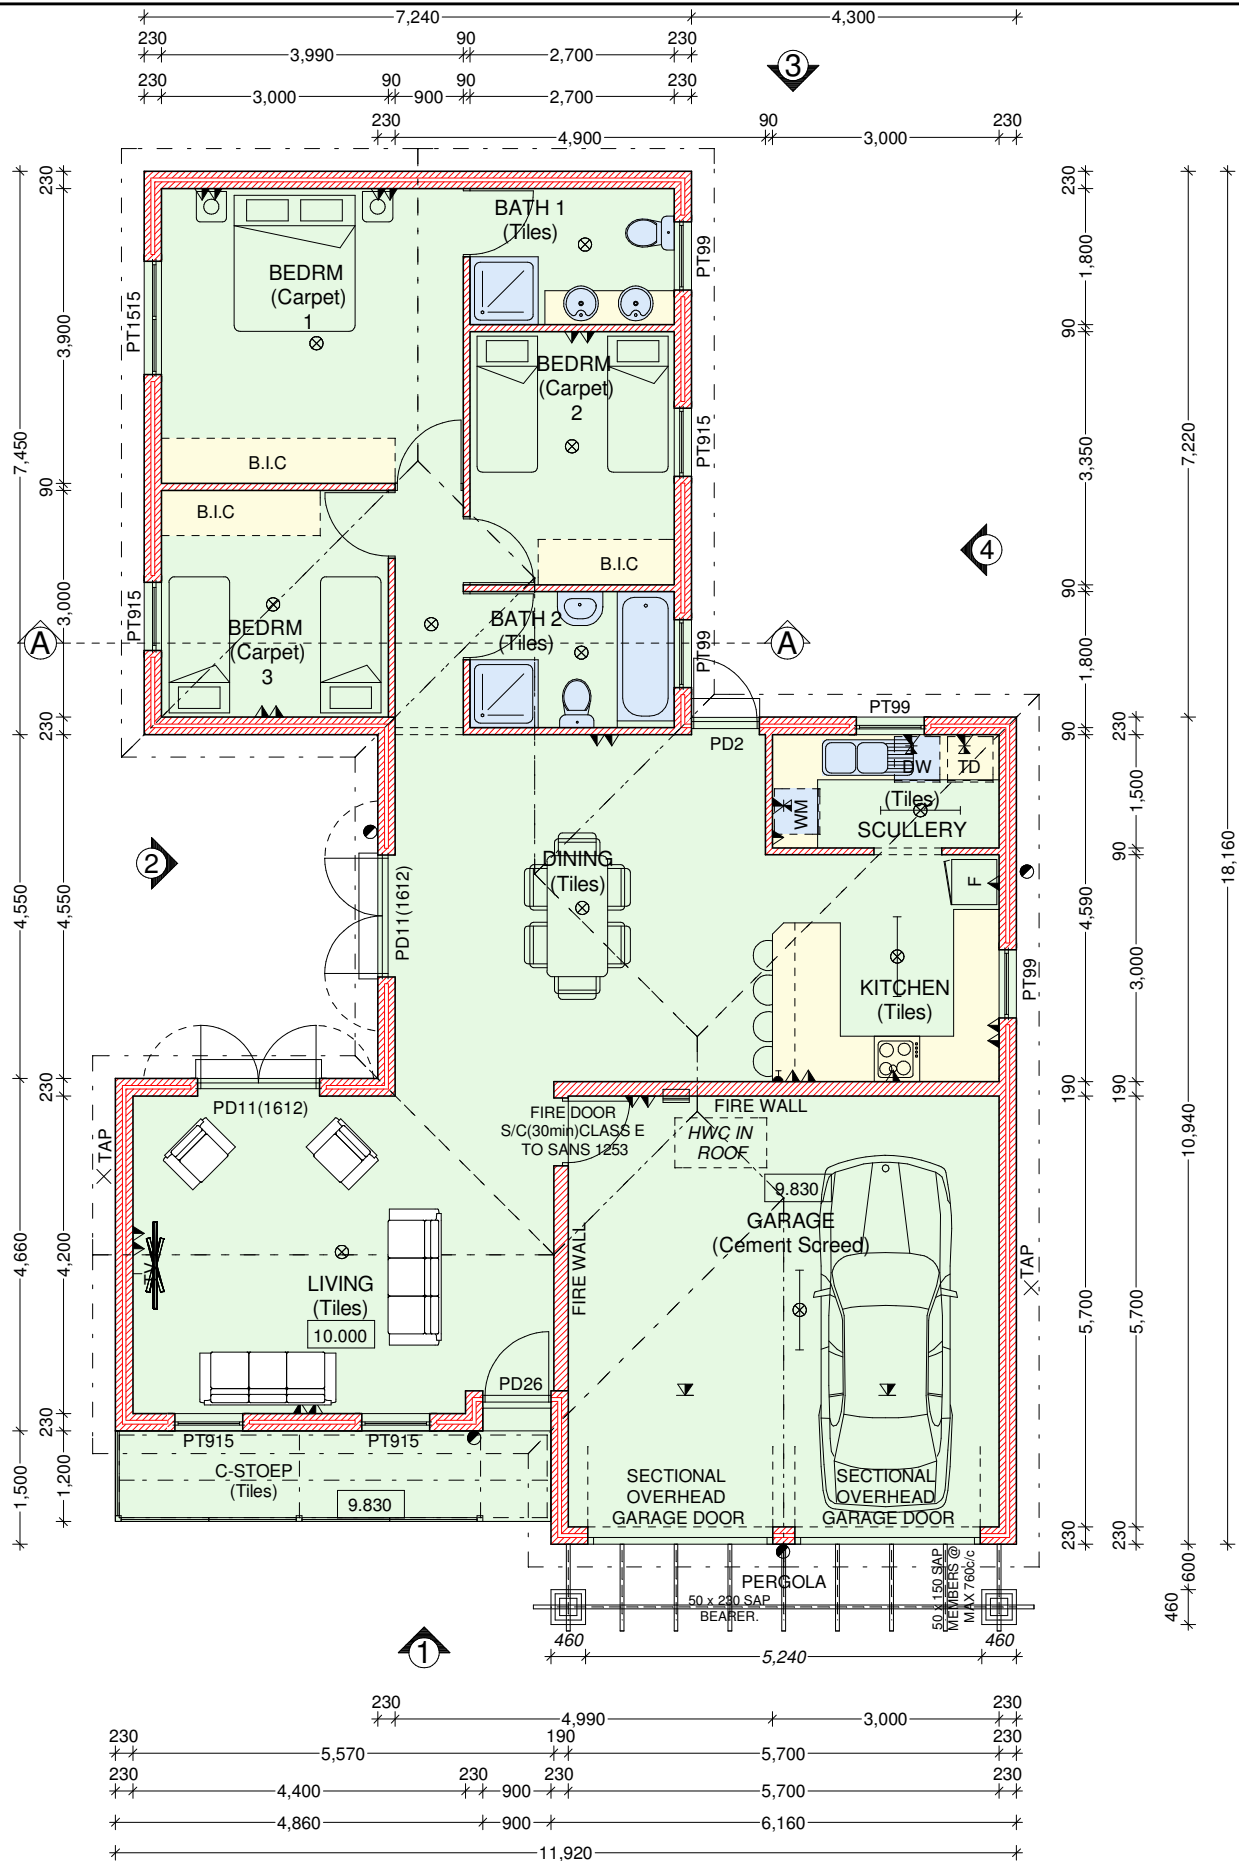 7,240
4,300
230
3,990
90
2,700
230
230
3,000
90
900
90
2,700
230
3
230
4,900
90
3,000
230
230
3,900
90
3,000
230
7,450
4,550
4,550
230
4,660
4,200
230
1,500
1,200
230
1,800
90
3,350
90
1,800
90
4,590
190
5,700
230
230
1,500
90
3,000
190
5,700
230
7,220
10,940
600
460
18,160
BATH 1
(Tiles)
PT99
BEDRM
(Carpet)
1
PT1515
BEDRM
(Carpet)
2
PT915
B.I.C
B.I.C
B.I.C
4
BEDRM
(Carpet)
3
PT915
BATH 2
(Tiles)
PT99
A
A
PD2
PT99
DW
TD
WM
(Tiles)
SCULLERY
2
PD11(1612)
DINING
(Tiles)
F
KITCHEN
(Tiles)
PT99
PD11(1612)
TAP
FIRE DOOR
S/C(30min)CLASS E
TO SANS 1253
FIRE WALL
HWC IN
ROOF
9.830
GARAGE
(Cement Screed)
FIRE WALL
TAP
TV
LIVING
(Tiles)
10.000
PD26
PT915
PT915
C-STOEP
(Tiles)
9.830
SECTIONAL
OVERHEAD
GARAGE DOOR
SECTIONAL
OVERHEAD
GARAGE DOOR
PERGOLA
50 x 230 SAP
BEARER.
50 x 150 SAP
MEMBERS @
MAX 760c/c
1
460
5,240
460
230
4,990
3,000
230
230
5,570
190
5,700
230
230
4,400
230
900
230
5,700
230
4,860
900
6,160
11,920